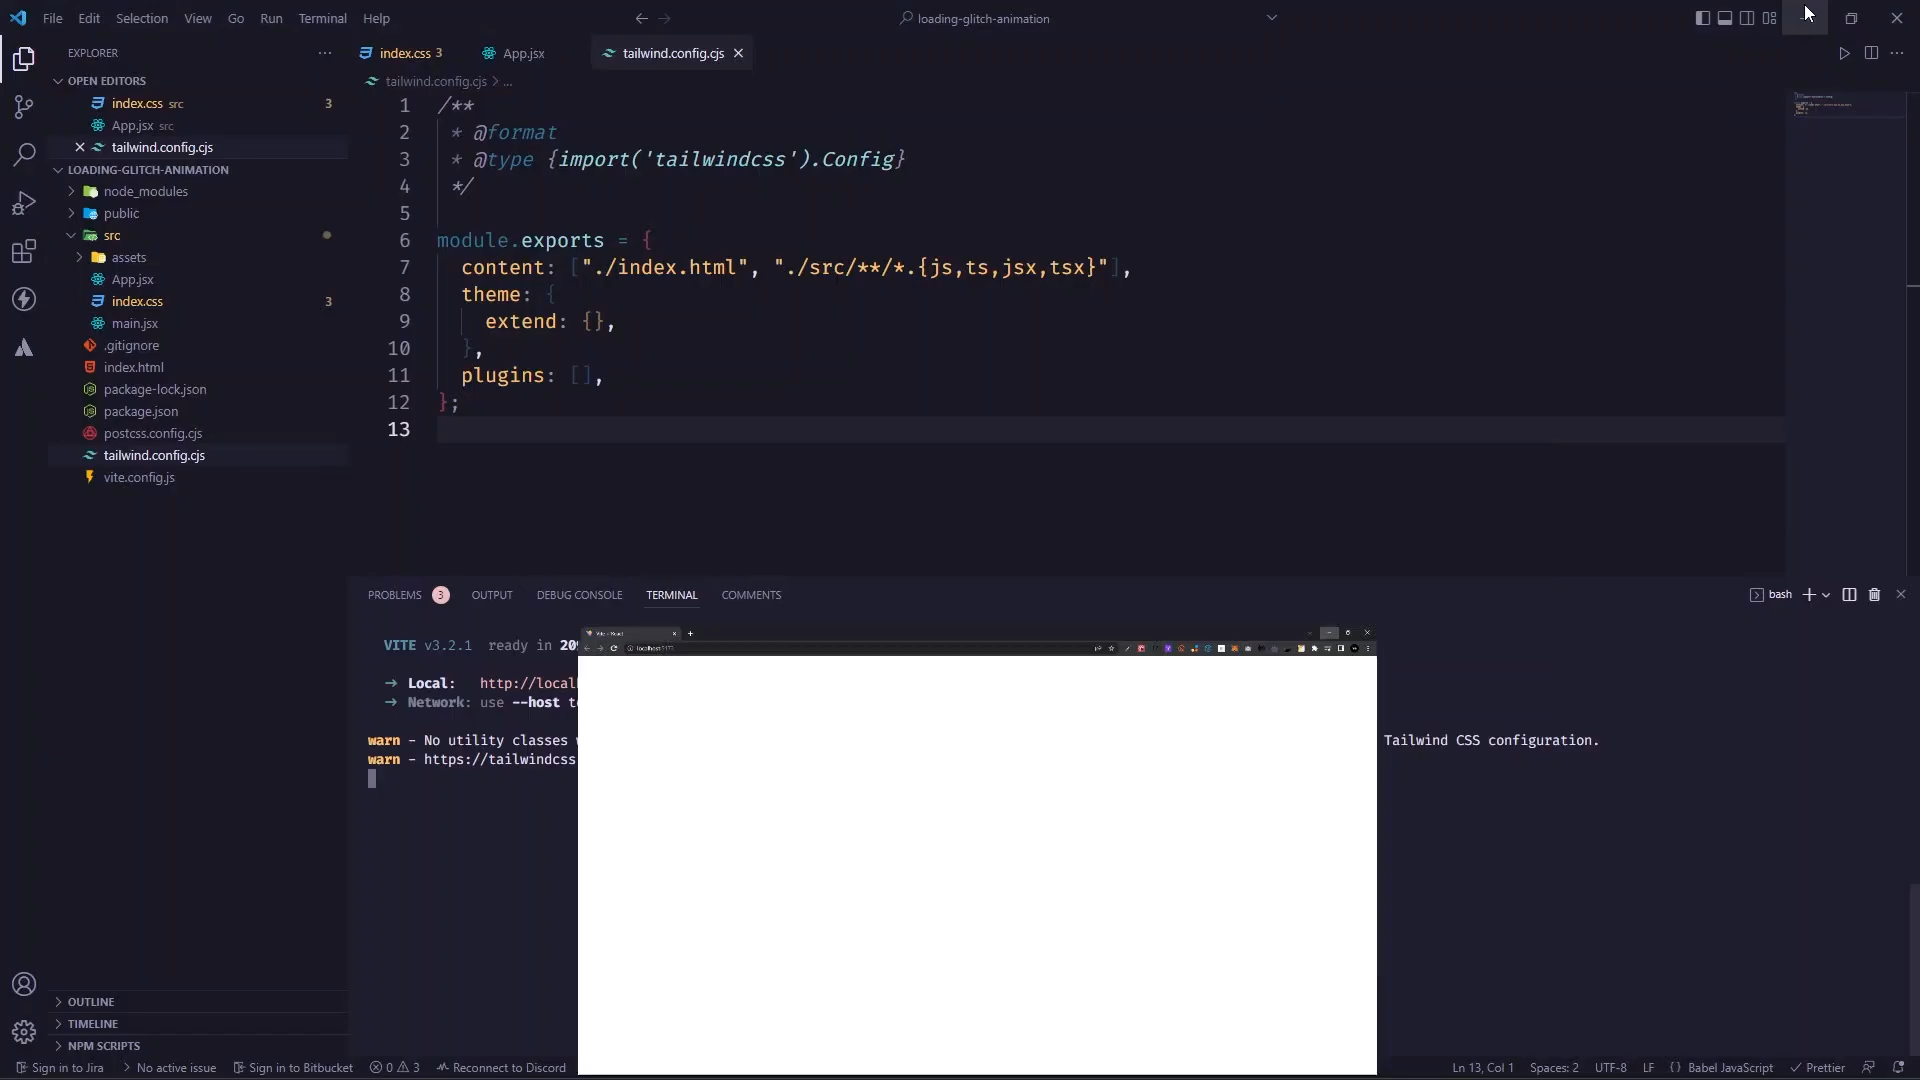 File Edit Selection View Go Run Terminal Help
loading-glitch-animation
EXPLORER
OPEN EDITORS
index.css src 3
App.jsx src
tailwind.config.cjs
LOADING-GLITCH-ANIMATION
node_modules
public
src
assets
App.jsx
index.css 3
main.jsx
.gitignore
index.html
package-lock.json
package.json
postcss.config.cjs
tailwind.config.cjs
vite.config.js
OUTLINE
TIMELINE
NPM SCRIPTS
index.css 3 App.jsx tailwind.config.cjs
tailwind.config.cjs > ...
1 /**
2 * @format
3 * @type {import('tailwindcss').Config}
4 */
5
6 module.exports = {
7 content: ["./index.html", "./src/**/*.{js,ts,jsx,tsx}"],
8 theme: {
9 extend: {},
10 },
11 plugins: [],
12 };
13
PROBLEMS 3 OUTPUT DEBUG CONSOLE TERMINAL COMMENTS
bash
VITE v3.2.1 ready in 20
→ Local: http://local
→ Network: use --host t
warn - No utility classes
Tailwind CSS configuration.
warn - https://tailwindcss
Vite + React
Sign in to Jira No active issue Sign in to Bitbucket 0 3 Reconnect to Discord
Ln 13, Col 1 Spaces: 2 UTF-8 LF {} Babel JavaScript Prettier